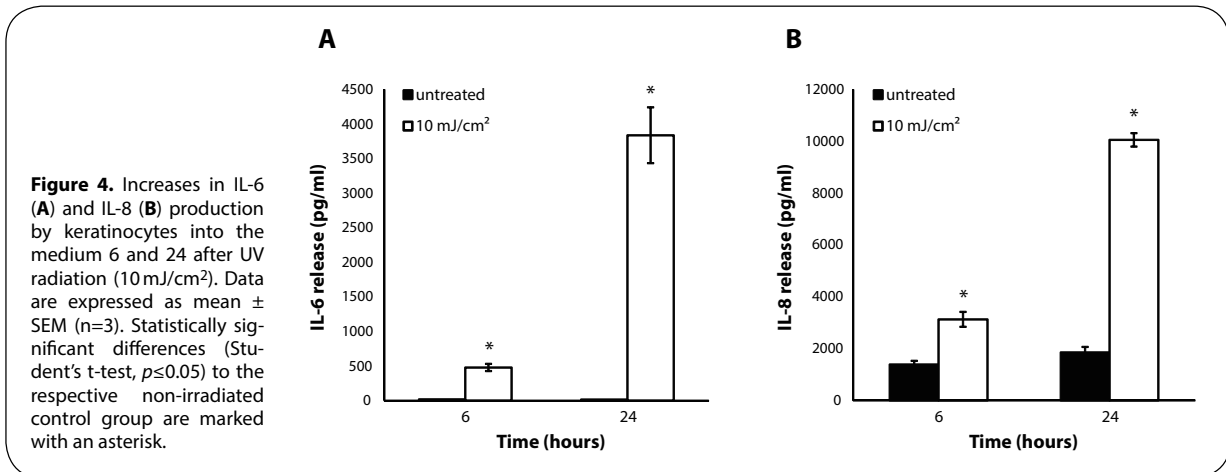 Figure 4. Increases in IL-6
(A) and IL-8 (B) production
by keratinocytes into the
medium 6 and 24 after UV
radiation (10 mJ/cm²). Data
are expressed as mean ±
SEM (n=3). Statistically sig-
nificant differences (Stu-
dent's t-test, p≤0.05) to the
respective non-irradiated
control group are marked
with an asterisk.
A
4500
4000
3500
3000
2500
2000
1500
1000
500
0
IL-6 release (pg/ml)
untreated
10 mJ/cm²
*
*
6
24
Time (hours)
B
12000
10000
8000
6000
4000
2000
0
IL-8 release (pg/ml)
untreated
10 mJ/cm²
*
*
6
24
Time (hours)